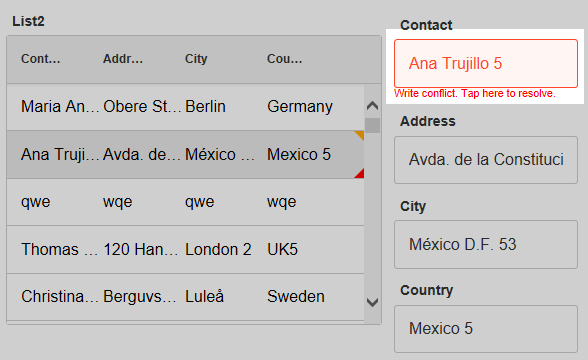 List2
Cont... Addr... City Cou...
Maria An... Obere St... Berlin Germany
Ana Truji... Avda. de... México ... Mexico 5
qwe wqe qwe wqe
Thomas ... 120 Han... London 2 UK5
Christina... Berguvs... Luleå Sweden
Contact
Ana Trujillo 5
Write conflict. Tap here to resolve.
Address
Avda. de la Constituci
City
México D.F. 53
Country
Mexico 5